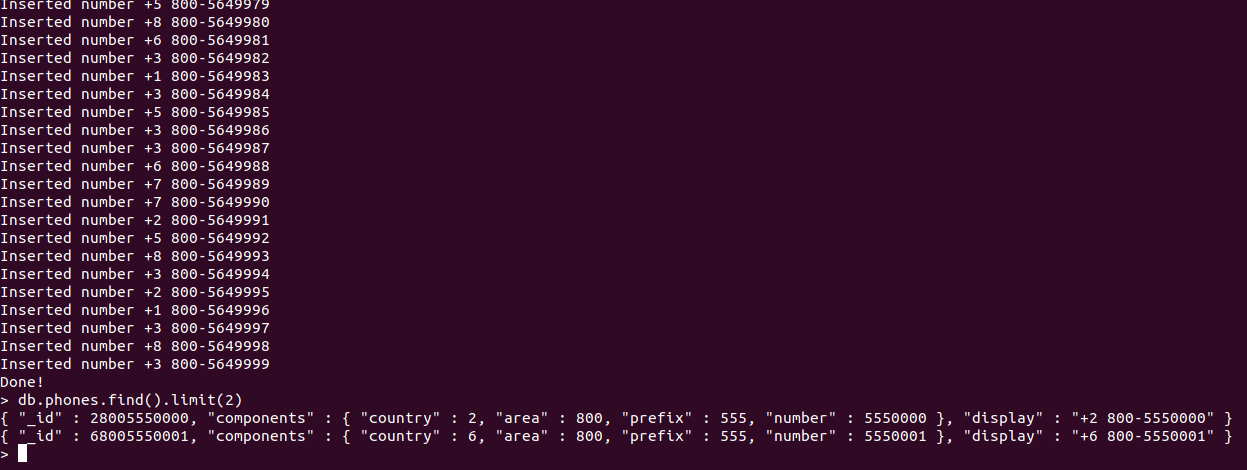 Inserted number +5 800-5649979
Inserted number +8 800-5649980
Inserted number +6 800-5649981
Inserted number +3 800-5649982
Inserted number +1 800-5649983
Inserted number +3 800-5649984
Inserted number +5 800-5649985
Inserted number +3 800-5649986
Inserted number +3 800-5649987
Inserted number +6 800-5649988
Inserted number +7 800-5649989
Inserted number +7 800-5649990
Inserted number +2 800-5649991
Inserted number +5 800-5649992
Inserted number +8 800-5649993
Inserted number +3 800-5649994
Inserted number +2 800-5649995
Inserted number +1 800-5649996
Inserted number +3 800-5649997
Inserted number +8 800-5649998
Inserted number +3 800-5649999
Done!
> db.phones.find().limit(2)
{ "_id" : 28005550000, "components" : { "country" : 2, "area" : 800, "prefix" : 555, "number" : 5550000 }, "display" : "+2 800-5550000" }
{ "_id" : 68005550001, "components" : { "country" : 6, "area" : 800, "prefix" : 555, "number" : 5550001 }, "display" : "+6 800-5550001" }
>